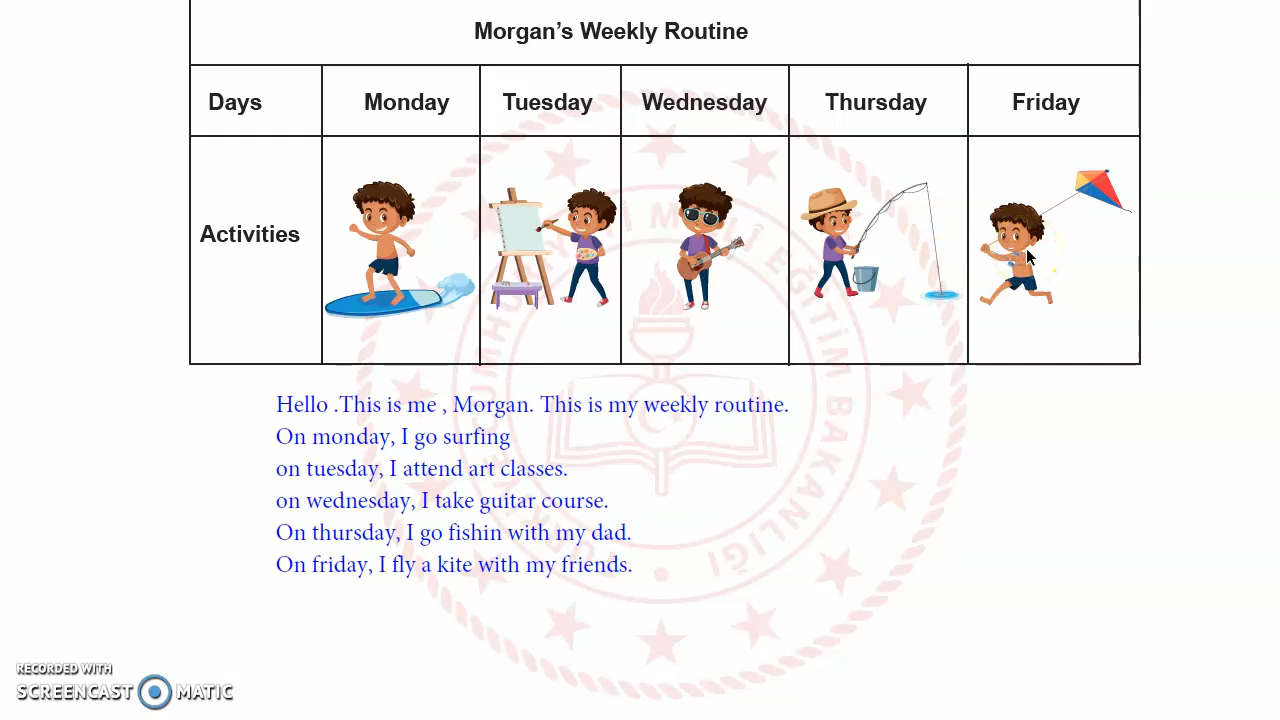 Morgan's Weekly Routine
Days Monday Tuesday Wednesday Thursday Friday
Activities
Hello .This is me , Morgan. This is my weekly routine.
On monday, I go surfing
on tuesday, I attend art classes.
on wednesday, I take guitar course.
On thursday, I go fishin with my dad.
On friday, I fly a kite with my friends.
RECORDED WITH
SCREENCAST MATIC